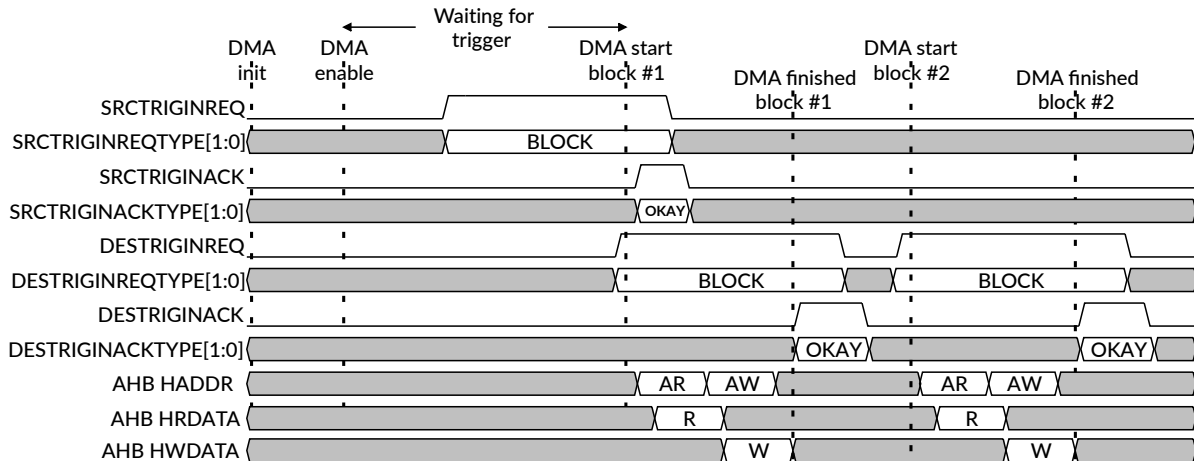 Waiting for
trigger
DMA
init
DMA
enable
DMA start
block #1
DMA finished
block #1
DMA start
block #2
DMA finished
block #2
SRCTRIGINREQ
SRCTRIGINREQTYPE[1:0]
BLOCK
SRCTRIGINACK
SRCTRIGINACKTYPE[1:0]
OKAY
DESTRIGINREQ
DESTRIGINREQTYPE[1:0]
BLOCK
BLOCK
DESTRIGINACK
DESTRIGINACKTYPE[1:0]
OKAY
OKAY
AHB HADDR
AR
AW
AR
AW
AHB HRDATA
R
R
AHB HWDATA
W
W